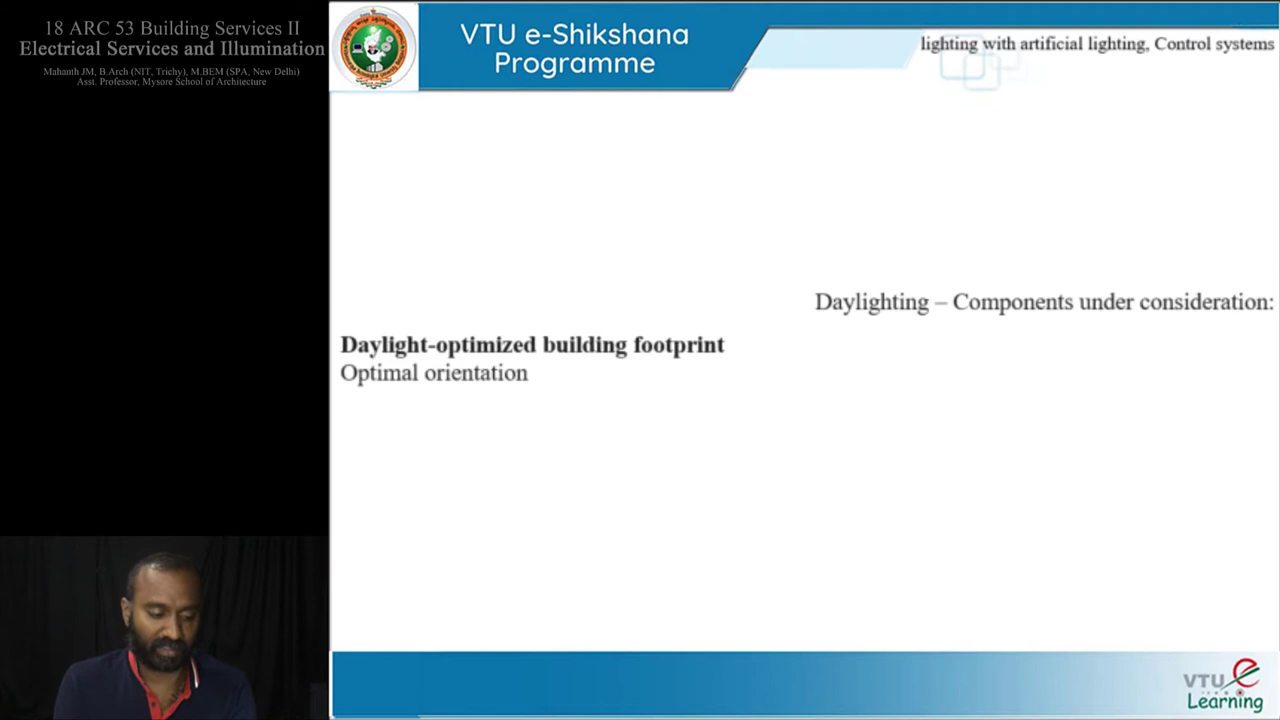 18 ARC 53 Building Services II
Electrical Services and Illumination
Mahanth JM, B.Arch (NIT, Trichy), M.BEM (SPA, New Delhi)
Asst. Professor, Mysore School of Architecture
VTU e-Shikshana
Programme
lighting with artificial lighting, Control systems
Daylighting – Components under consideration:
Daylight-optimized building footprint
Optimal orientation
VTU e
Learning